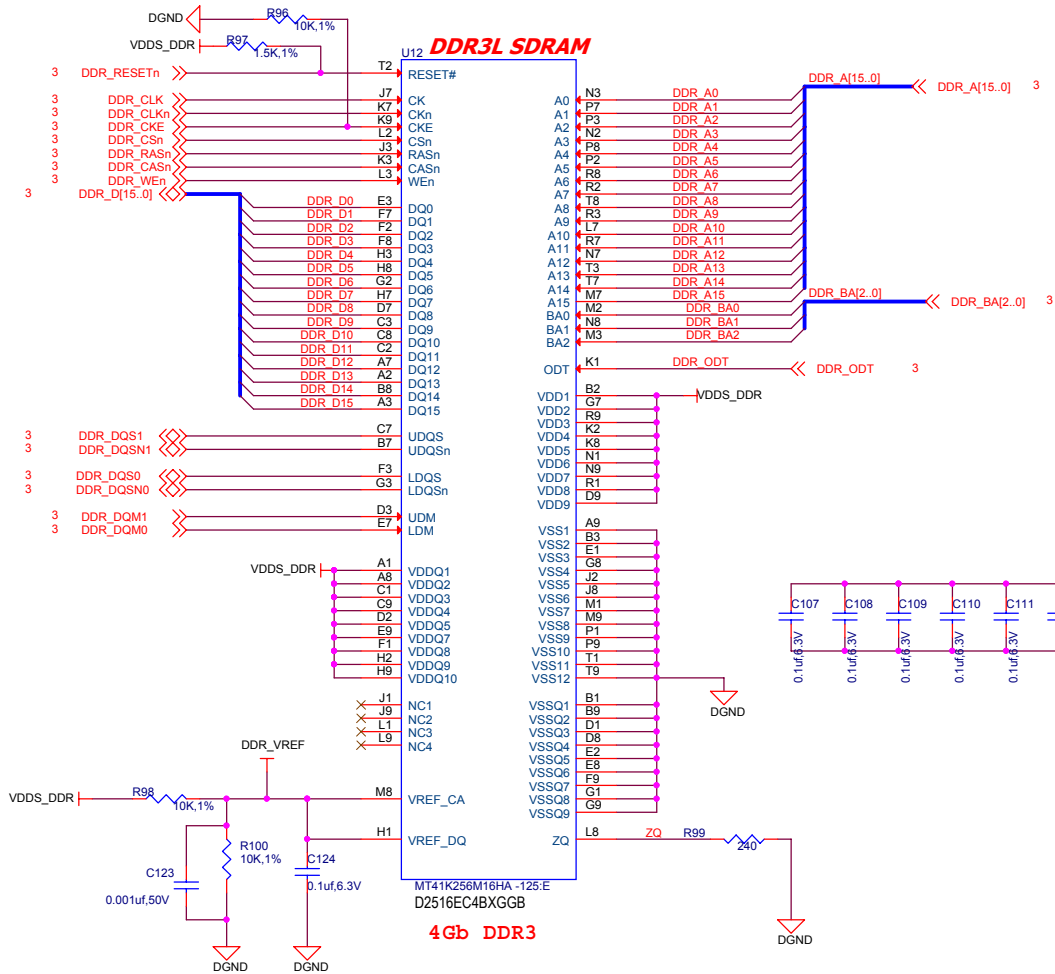 DDR3L SDRAM
U12
DGND
R96
10K,1%
VDDS_DDR
R97
1.5K,1%
3 DDR_RESETn T2 RESET#
3 DDR_CLK J7 CK
3 DDR_CLKn K7 CKn
3 DDR_CKE K9 CKE
3 DDR_CSn L2 CSn
3 DDR_RASn J3 RASn
3 DDR_CASn K3 CASn
3 DDR_WEn L3 WEn
3 DDR_D[15..0]
DDR_D0 E3 DQ0
DDR_D1 F7 DQ1
DDR_D2 F2 DQ2
DDR_D3 F8 DQ3
DDR_D4 H3 DQ4
DDR_D5 H8 DQ5
DDR_D6 G2 DQ6
DDR_D7 H7 DQ7
DDR_D8 D7 DQ8
DDR_D9 C3 DQ9
DDR_D10 C8 DQ10
DDR_D11 C2 DQ11
DDR_D12 A7 DQ12
DDR_D13 A2 DQ13
DDR_D14 B8 DQ14
DDR_D15 A3 DQ15
3 DDR_DQS1 C7 UDQS
3 DDR_DQSN1 B7 UDQSn
3 DDR_DQS0 F3 LDQS
3 DDR_DQSN0 G3 LDQSn
3 DDR_DQM1 D3 UDM
3 DDR_DQM0 E7 LDM
VDDS_DDR
A1 VDDQ1
A8 VDDQ2
C1 VDDQ3
C9 VDDQ4
D2 VDDQ5
E9 VDDQ7
F1 VDDQ8
H2 VDDQ9
H9 VDDQ10
J1 NC1
J9 NC2
L1 NC3
L9 NC4
DDR_VREF
VDDS_DDR
R98
10K,1%
M8 VREF_CA
H1 VREF_DQ
R100
10K,1%
C123
0.001uf,50V
C124
0.1uf,6.3V
DGND
DGND
A0 N3 DDR_A0
A1 P7 DDR_A1
A2 P3 DDR_A2
A3 N2 DDR_A3
A4 P8 DDR_A4
A5 P2 DDR_A5
A6 R8 DDR_A6
A7 R2 DDR_A7
A8 T8 DDR_A8
A9 R3 DDR_A9
A10 L7 DDR_A10
A11 R7 DDR_A11
A12 N7 DDR_A12
A13 T3 DDR_A13
A14 T7 DDR_A14
A15 M7 DDR_A15
DDR_A[15..0] DDR_A[15..0] 3
BA0 M2 DDR_BA0
BA1 N8 DDR_BA1
BA2 M3 DDR_BA2
DDR_BA[2..0] DDR_BA[2..0] 3
ODT K1 DDR_ODT DDR_ODT 3
VDD1 B2 VDDS_DDR
VDD2 G7
VDD3 R9
VDD4 K2
VDD5 K8
VDD6 N1
VDD7 N9
VDD8 R1
VDD9 D9
VSS1 A9
VSS2 B3
VSS3 E1
VSS4 G8
VSS5 J2
VSS6 J8
VSS7 M1
VSS8 M9
VSS9 P1
VSS10 P9
VSS11 T1
VSS12 T9
DGND
VSSQ1 B1
VSSQ2 B9
VSSQ3 D1
VSSQ4 D8
VSSQ5 E2
VSSQ6 E8
VSSQ7 F9
VSSQ8 G1
VSSQ9 G9
ZQ L8 ZQ R99
240
DGND
C107
0.1uf,6.3V
C108
0.1uf,6.3V
C109
0.1uf,6.3V
C110
0.1uf,6.3V
C111
0.1uf,6.3V
MT41K256M16HA -125:E
D2516EC4BXGGB
4Gb DDR3